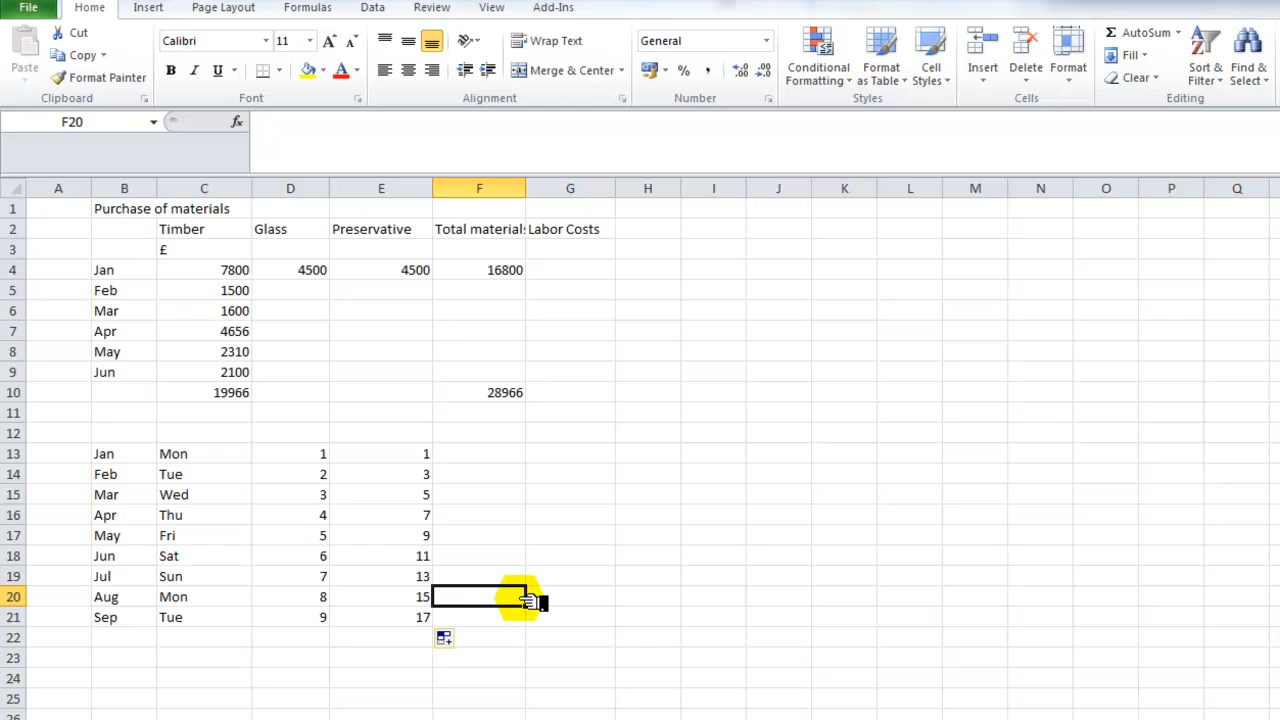 File Home Insert Page Layout Formulas Data Review View Add-Ins
Paste
Cut
Copy
Format Painter
Clipboard
Calibri 11 A A
B I U A
Font
Wrap Text
Merge & Center
Alignment
General
% , .0 .00 .00 .0
Number
Conditional Formatting
Format as Table
Cell Styles
Styles
Insert Delete Format
Cells
Σ AutoSum
Fill
Clear
Sort & Filter
Find & Select
Editing
F20 fx
A B C D E F G H I J K L M N O P Q
1 Purchase of materials
2 Timber Glass Preservative Total materials Labor Costs
3 £
4 Jan 7800 4500 4500 16800
5 Feb 1500
6 Mar 1600
7 Apr 4656
8 May 2310
9 Jun 2100
10 19966 28966
11
12
13 Jan Mon 1 1
14 Feb Tue 2 3
15 Mar Wed 3 5
16 Apr Thu 4 7
17 May Fri 5 9
18 Jun Sat 6 11
19 Jul Sun 7 13
20 Aug Mon 8 15
21 Sep Tue 9 17
22
23
24
25
26